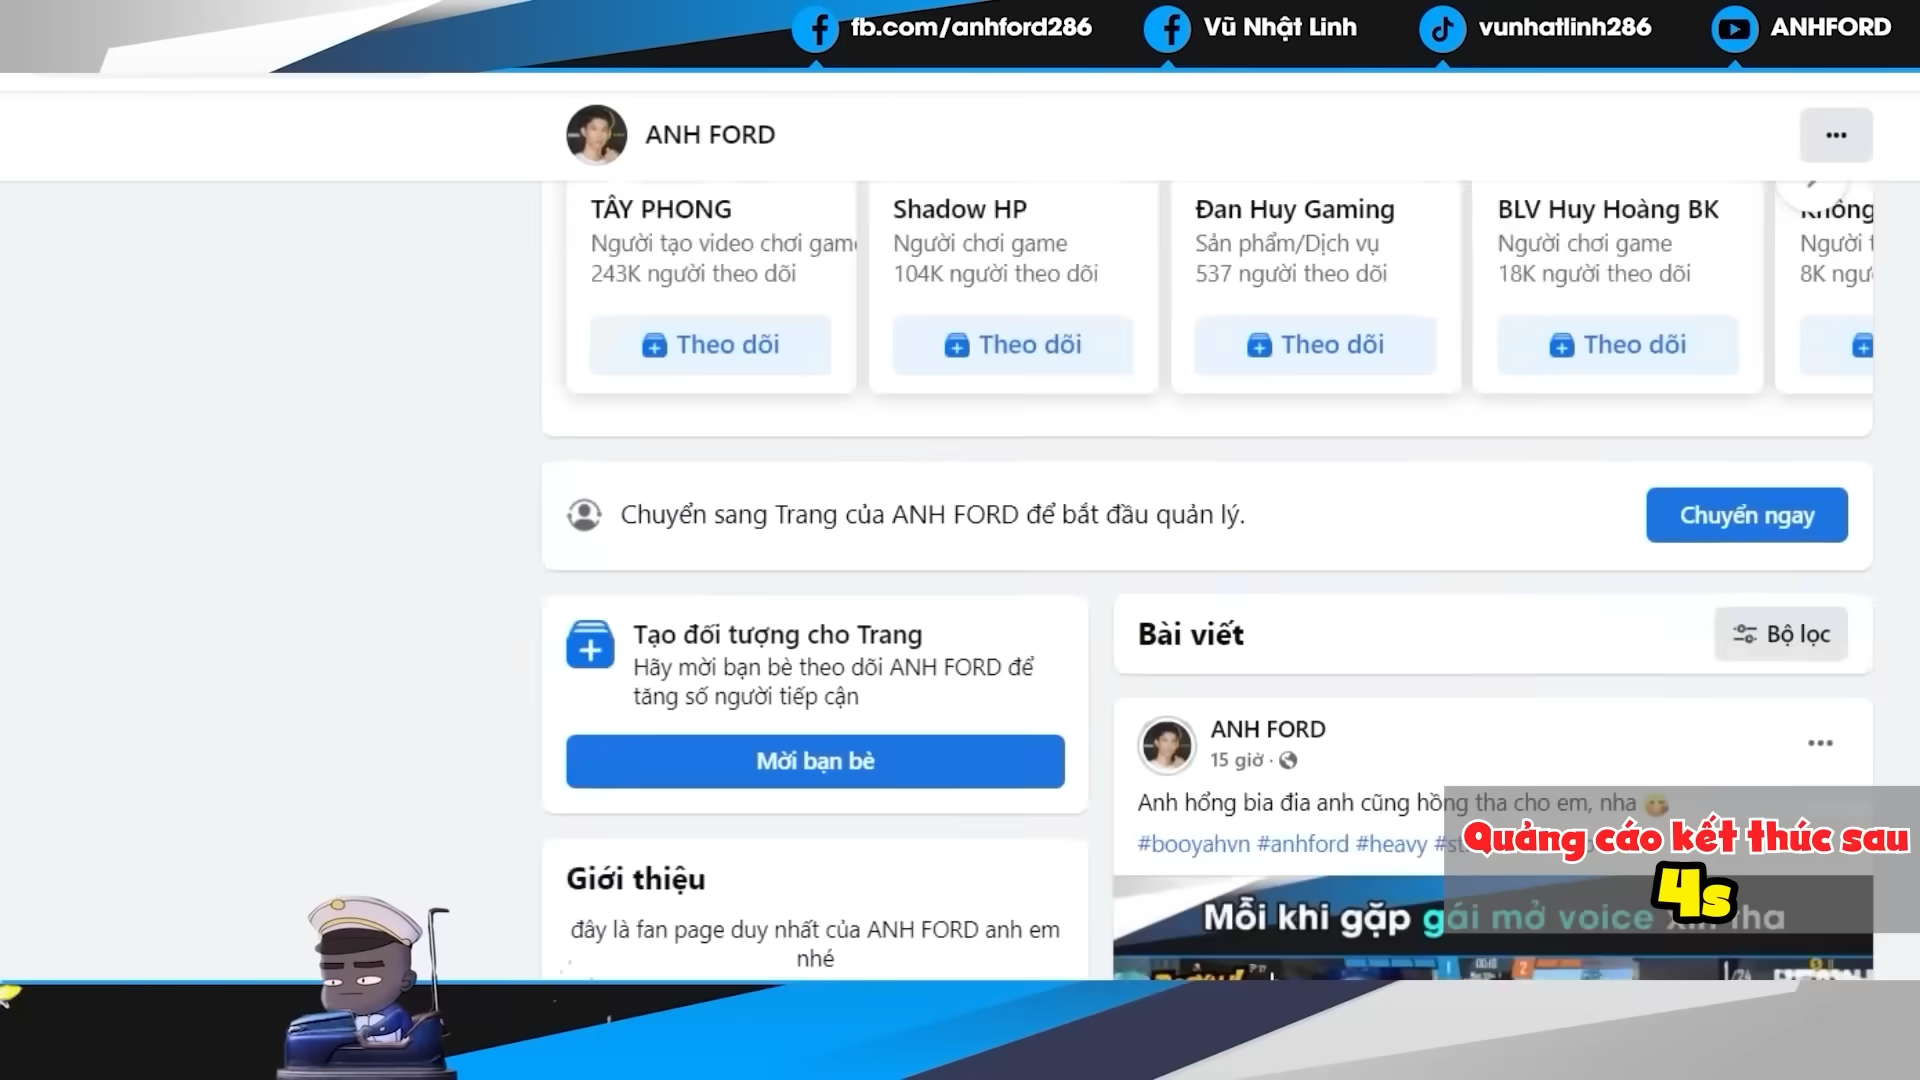 fb.com/anhford286
Vũ Nhật Linh
vunhatlinh286
ANHFORD
ANH FORD
TÂY PHONG
Người tạo video chơi gam
243K người theo dõi
Theo dõi
Shadow HP
Người chơi game
104K người theo dõi
Theo dõi
Đan Huy Gaming
Sản phẩm/Dịch vụ
537 người theo dõi
Theo dõi
BLV Huy Hoàng BK
Người chơi game
18K người theo dõi
Theo dõi
Không
Người
8K
Chuyển sang Trang của ANH FORD để bắt đầu quản lý.
Chuyển ngay
Tạo đối tượng cho Trang
Hãy mời bạn bè theo dõi ANH FORD để
tăng số người tiếp cận
Mời bạn bè
Giới thiệu
đây là fan page duy nhất của ANH FORD anh em
nhé
Bài viết
Bộ lọc
ANH FORD
15 giờ ·
Anh hổng bia đia anh cũng hồng tha cho em, nha
#booyahvn #anhford #heavy
Quảng cáo kết thúc sau
4s
Mỗi khi gặp gái mở voice xin tha